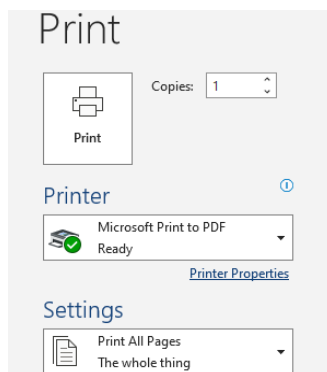 Print
Copies: 1
Print
Printer
Microsoft Print to PDF
Ready
Printer Properties
Settings
Print All Pages
The whole thing